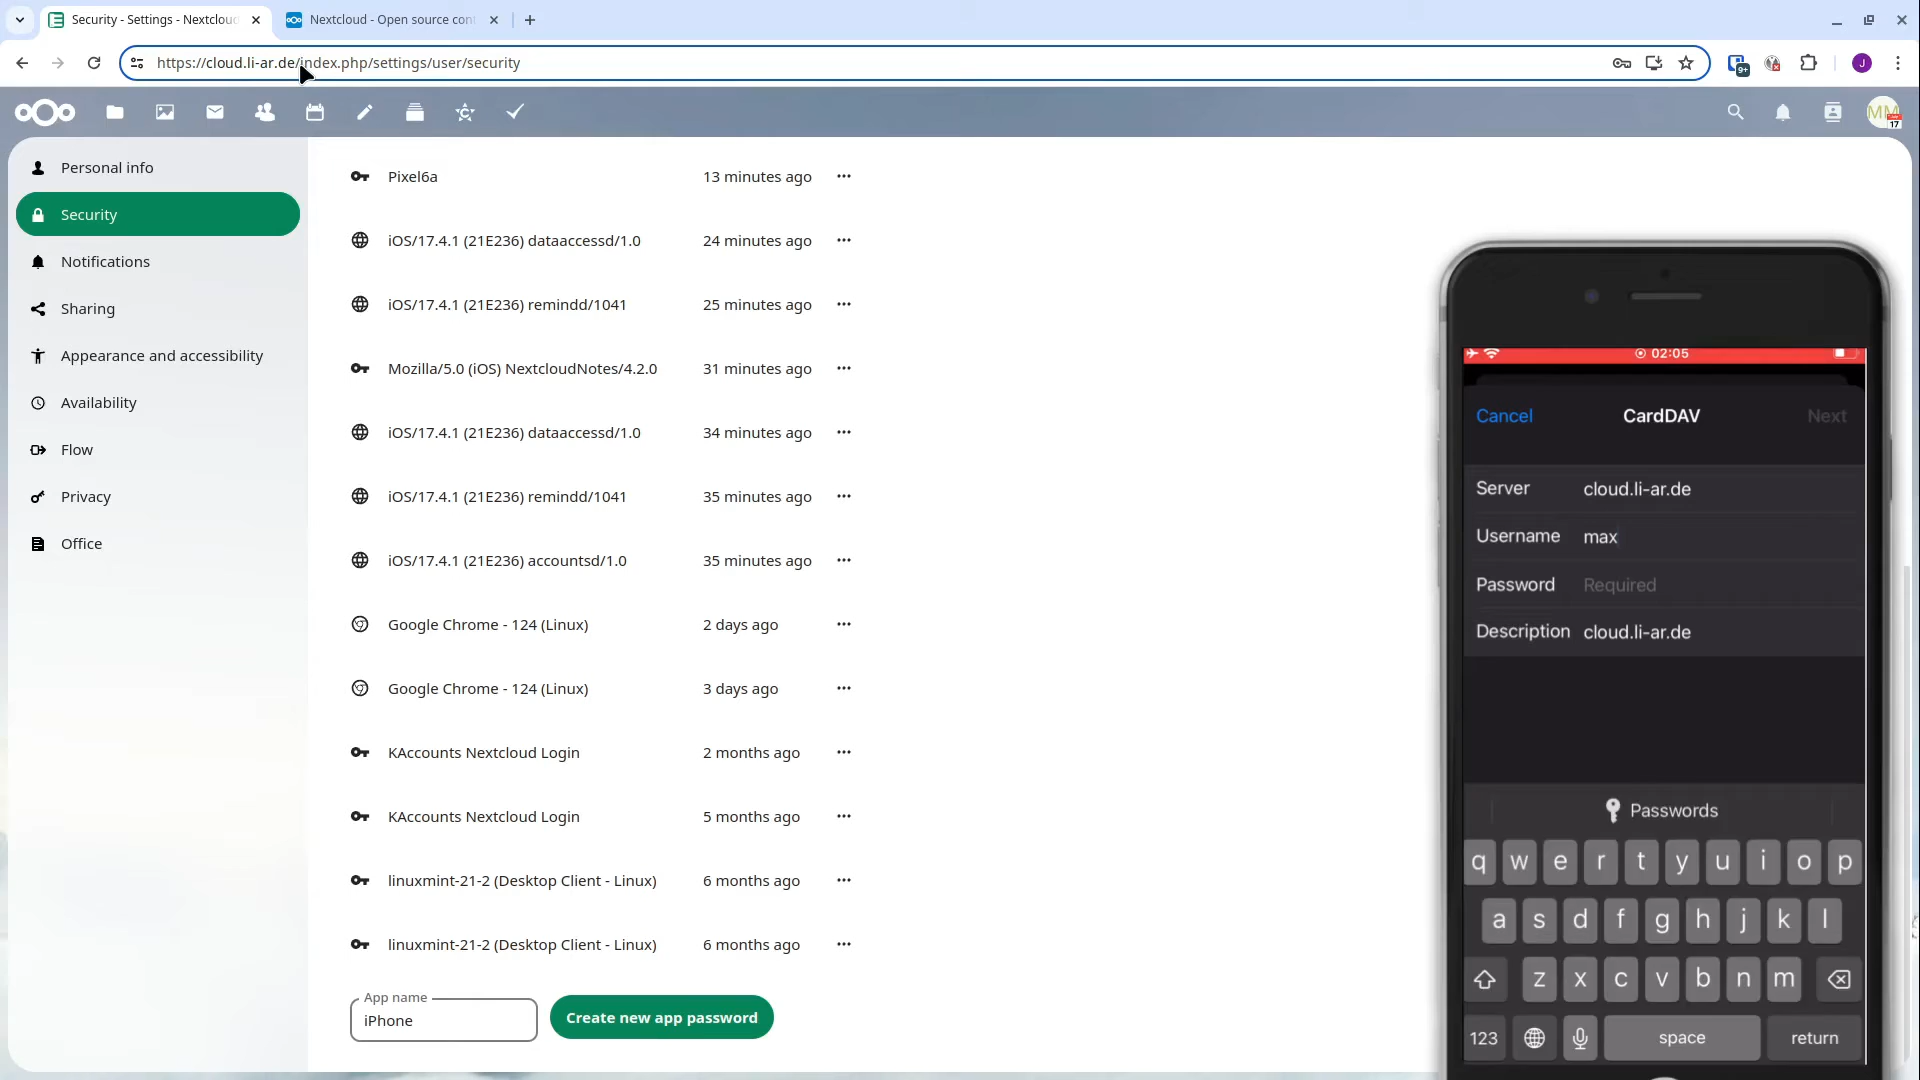 Security - Settings - Nextcloud
Nextcloud - Open source con
https://cloud.li-ar.de/index.php/settings/user/security
9+
J
MM
17
Personal info
Security
Notifications
Sharing
Appearance and accessibility
Availability
Flow
Privacy
Office
Pixel6a 13 minutes ago ···
iOS/17.4.1 (21E236) dataaccessd/1.0 24 minutes ago ···
iOS/17.4.1 (21E236) remindd/1041 25 minutes ago ···
Mozilla/5.0 (iOS) NextcloudNotes/4.2.0 31 minutes ago ···
iOS/17.4.1 (21E236) dataaccessd/1.0 34 minutes ago ···
iOS/17.4.1 (21E236) remindd/1041 35 minutes ago ···
iOS/17.4.1 (21E236) accountsd/1.0 35 minutes ago ···
Google Chrome - 124 (Linux) 2 days ago ···
Google Chrome - 124 (Linux) 3 days ago ···
KAccounts Nextcloud Login 2 months ago ···
KAccounts Nextcloud Login 5 months ago ···
linuxmint-21-2 (Desktop Client - Linux) 6 months ago ···
linuxmint-21-2 (Desktop Client - Linux) 6 months ago ···
App name
iPhone
Create new app password
02:05
Cancel CardDAV Next
Server cloud.li-ar.de
Username max
Password Required
Description cloud.li-ar.de
Passwords
q w e r t y u i o p
a s d f g h j k l
z x c v b n m
123 space return